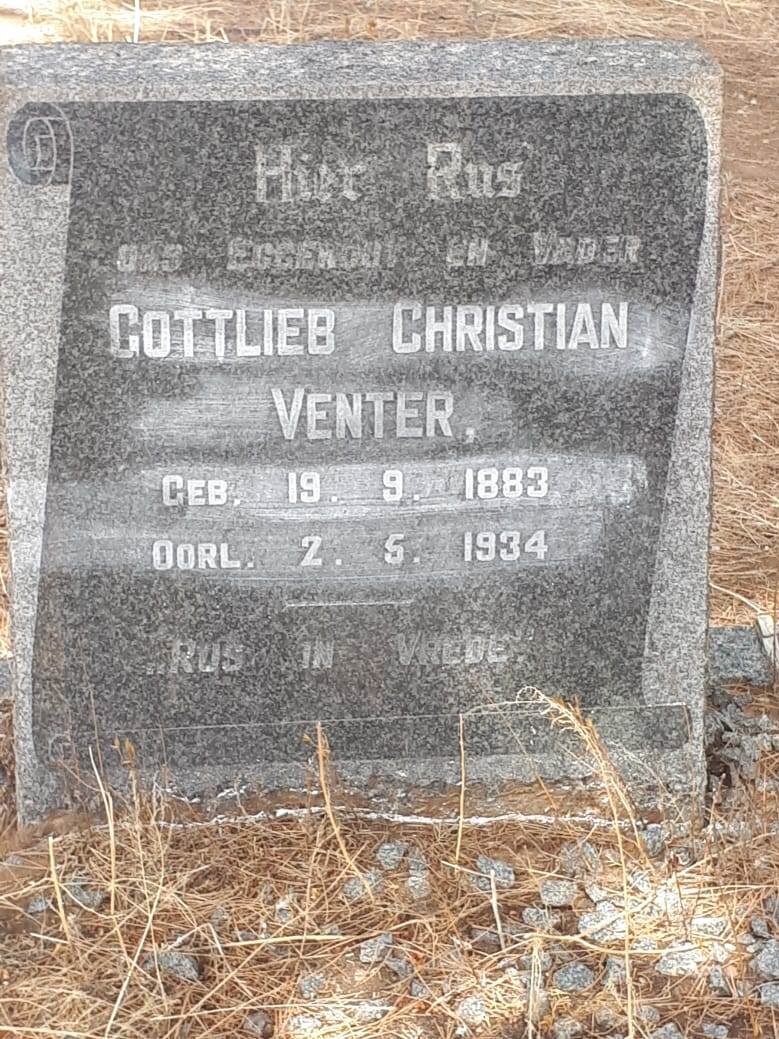 Hier Rus
ONS EGGENOOT EN VADER
GOTTLIEB CHRISTIAN
VENTER,
GEB. 19. 9. 1883.
OORL. 2. 5. 1934
„RUS IN VREDE"